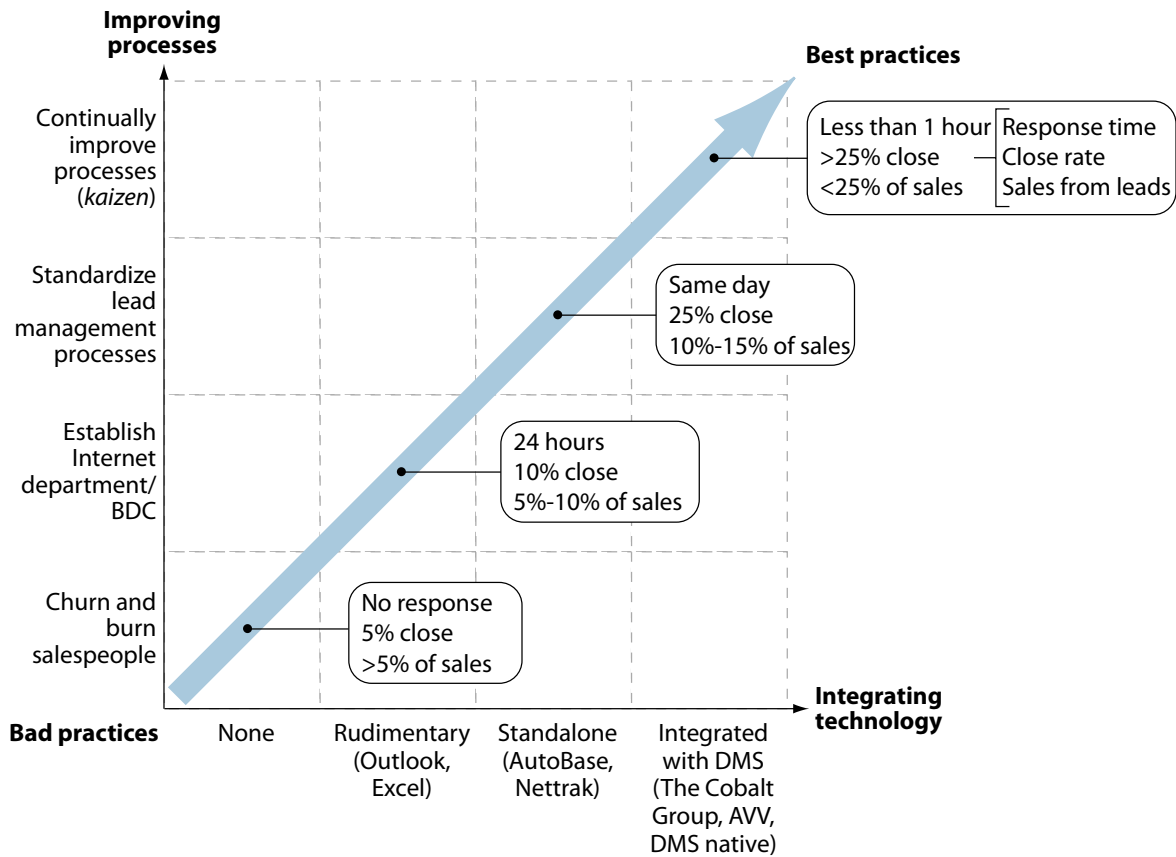 Improving
processes
Best practices
Continually
improve
processes
(kaizen)
Less than 1 hour
>25% close
<25% of sales
Response time
Close rate
Sales from leads
Standardize
lead
management
processes
Same day
25% close
10%-15% of sales
Establish
Internet
department/
BDC
24 hours
10% close
5%-10% of sales
Churn and
burn
salespeople
No response
5% close
>5% of sales
Bad practices
None
Rudimentary
(Outlook,
Excel)
Standalone
(AutoBase,
Nettrak)
Integrated
with DMS
(The Cobalt
Group, AVV,
DMS native)
Integrating
technology